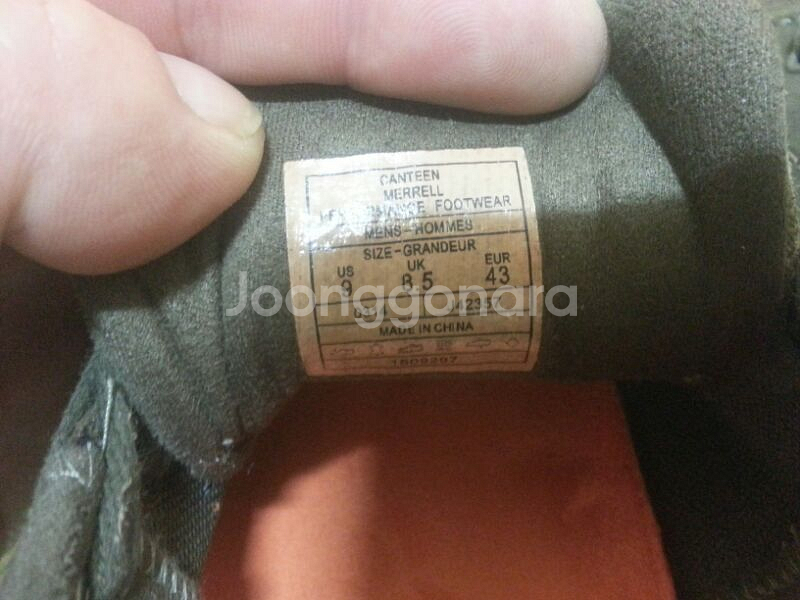 CANTEEN
MERRELL
PERFORMANCE FOOTWEAR
MENS-HOMMES
SIZE-GRANDEUR
US UK EUR
9 8.5 43
Joonggonara
MADE IN CHINA
1609297